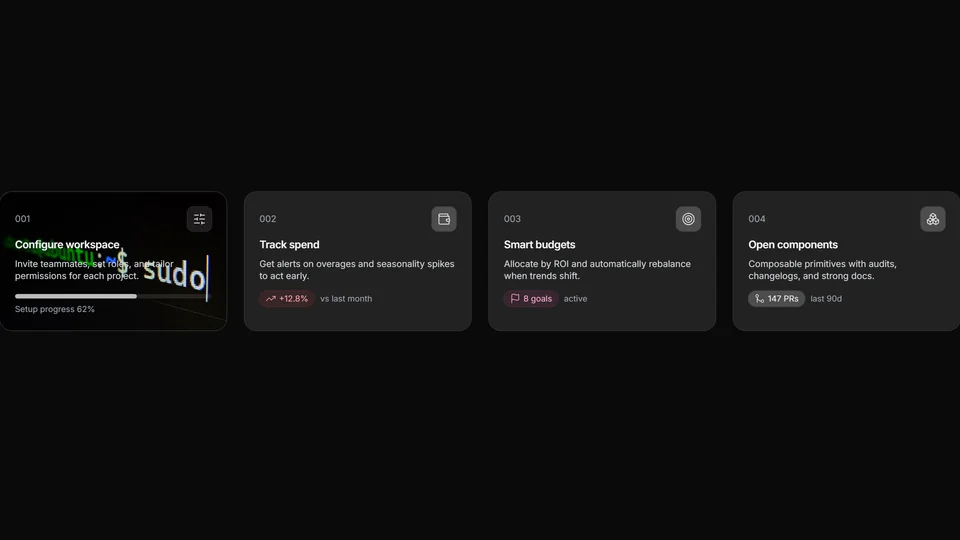 001
Configure workspace
Invite teammates, set roles, and tailor
permissions for each project.
Setup progress 62%
:~$ sudo
002
Track spend
Get alerts on overages and seasonality spikes
to act early.
+12.8% vs last month
003
Smart budgets
Allocate by ROI and automatically rebalance
when trends shift.
8 goals active
004
Open components
Composable primitives with audits,
changelogs, and strong docs.
147 PRs last 90d